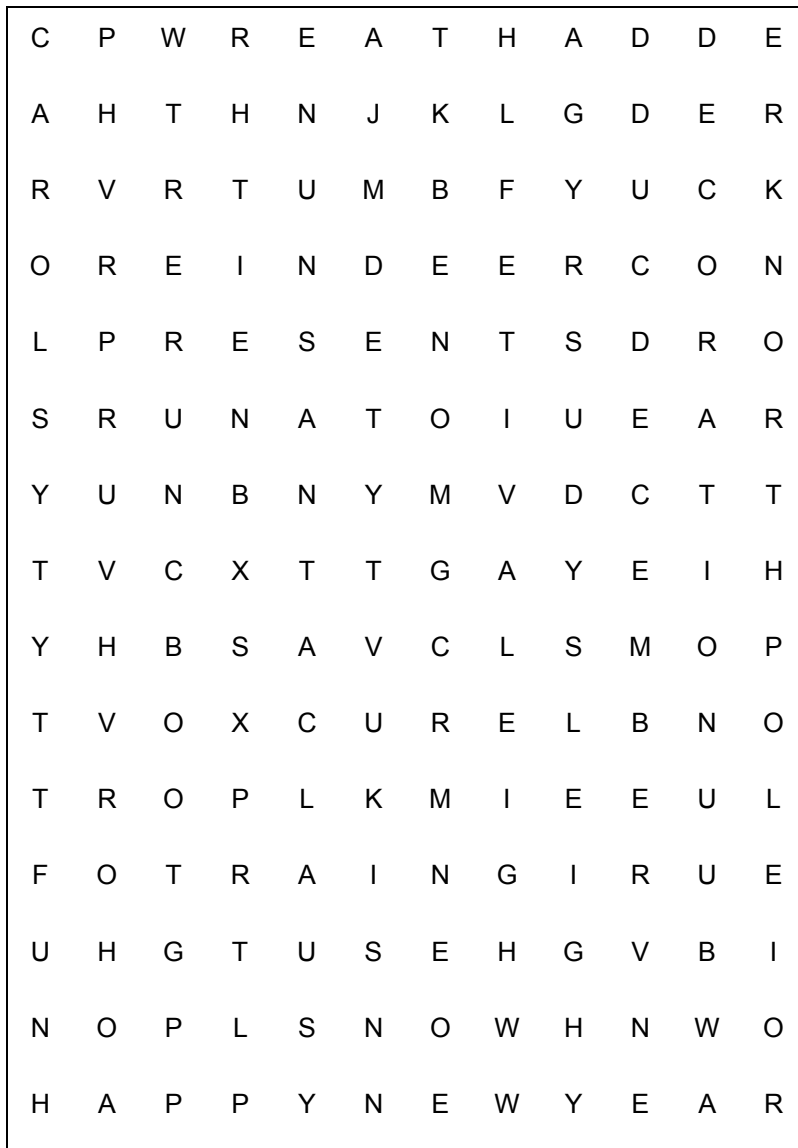 C P W R E A T H A D D E
A H T H N J K L G D E R
R V R T U M B F Y U C K
O R E I N D E E R C O N
L P R E S E N T S D R O
S R U N A T O I U E A R
Y U N B N Y M V D C T T
T V C X T T G A Y E I H
Y H B S A V C L S M O P
T V O X C U R E L B N O
T R O P L K M I E E U L
F O T R A I N G I R U E
U H G T U S E H G V B I
N O P L S N O W H N W O
H A P P Y N E W Y E A R